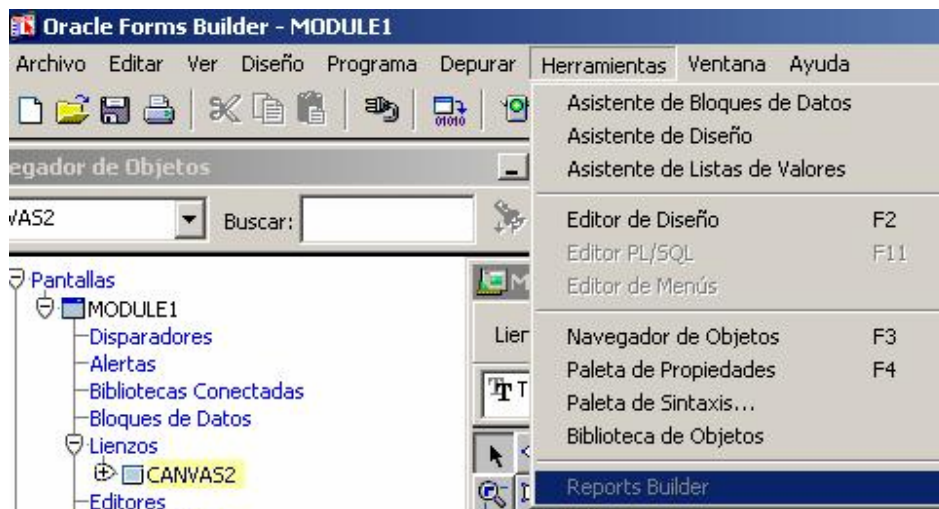 Oracle Forms Builder - MODULE1
Archivo Editar Ver Diseño Programa Depurar Herramientas Ventana Ayuda
Asistente de Bloques de Datos
Asistente de Diseño
Asistente de Listas de Valores
egador de Objetos
VAS2
Buscar:
Editor de Diseño F2
Editor PL/SQL F11
Editor de Menús
Navegador de Objetos F3
Paleta de Propiedades F4
Paleta de Sintaxis...
Biblioteca de Objetos
Reports Builder
Pantallas
MODULE1
Disparadores
Alertas
Bibliotecas Conectadas
Bloques de Datos
Lienzos
CANVAS2
Editores
Lier